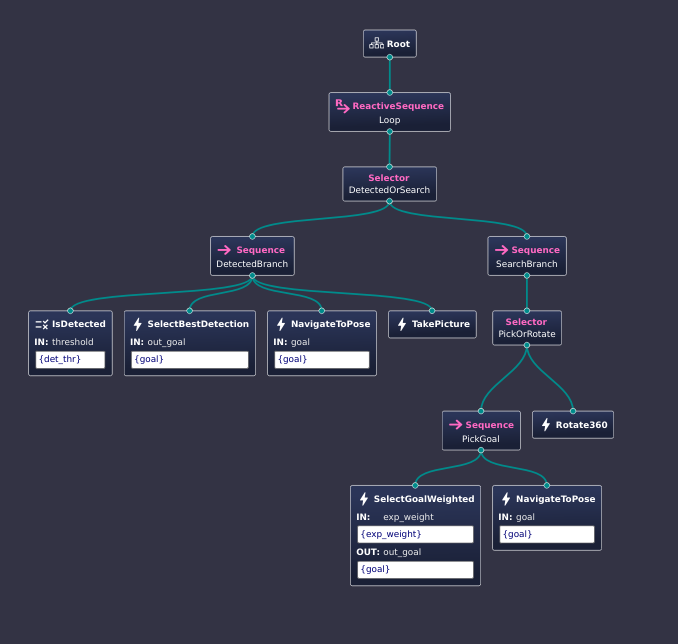 Root
R ReactiveSequence
Loop
Selector
DetectedOrSearch
Sequence
DetectedBranch
Sequence
SearchBranch
IsDetected
IN: threshold
{det_thr}
SelectBestDetection
IN: out_goal
{goal}
NavigateToPose
IN: goal
{goal}
TakePicture
Selector
PickOrRotate
Sequence
PickGoal
Rotate360
SelectGoalWeighted
IN: exp_weight
{exp_weight}
OUT: out_goal
{goal}
NavigateToPose
IN: goal
{goal}